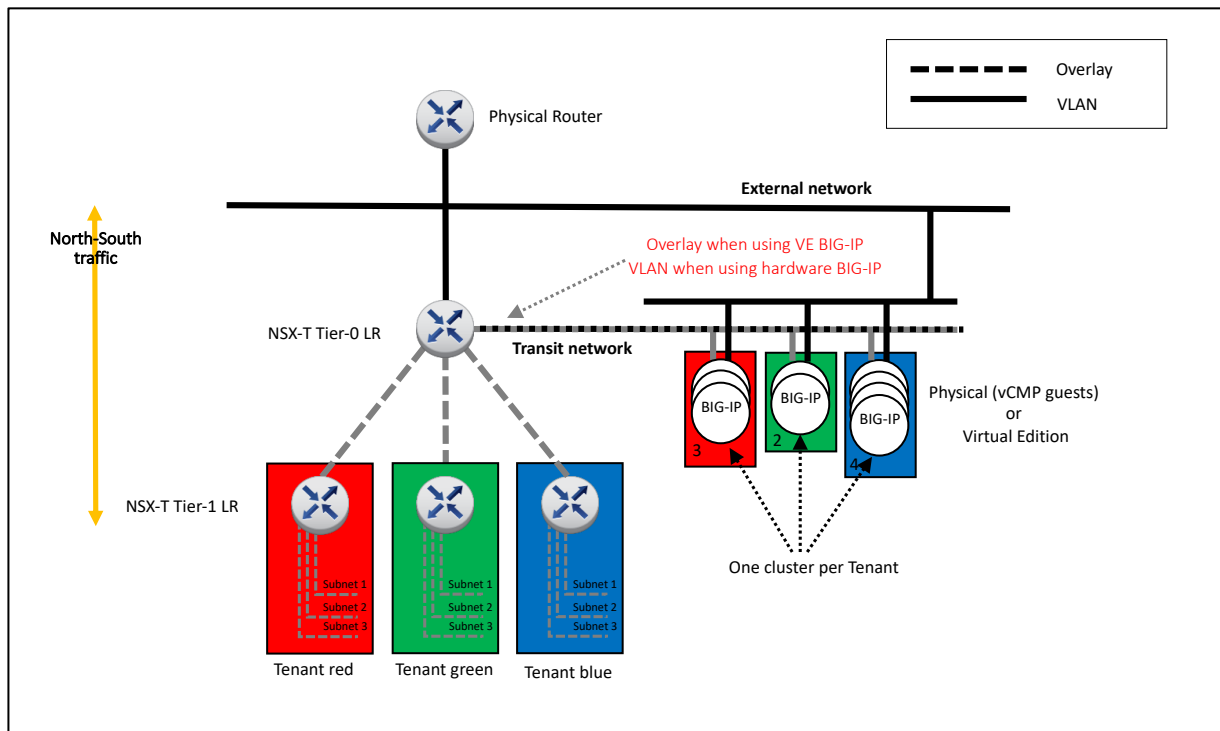 Overlay
VLAN
Physical Router
External network
North-South
traffic
Overlay when using VE BIG-IP
VLAN when using hardware BIG-IP
NSX-T Tier-0 LR
Transit network
BIG-IP
BIG-IP
BIG-IP
3
2
4
Physical (vCMP guests)
or
Virtual Edition
NSX-T Tier-1 LR
One cluster per Tenant
Subnet 1
Subnet 2
Subnet 3
Subnet 1
Subnet 2
Subnet 3
Subnet 1
Subnet 2
Subnet 3
Tenant red
Tenant green
Tenant blue